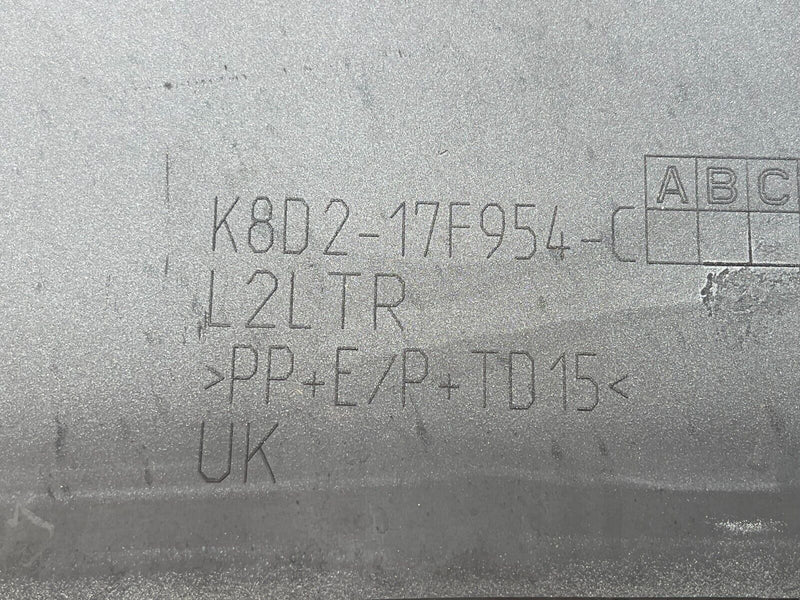 A B C
K8D2-17F954-C
L2LTR
>PP+E/P+TD15<
UK